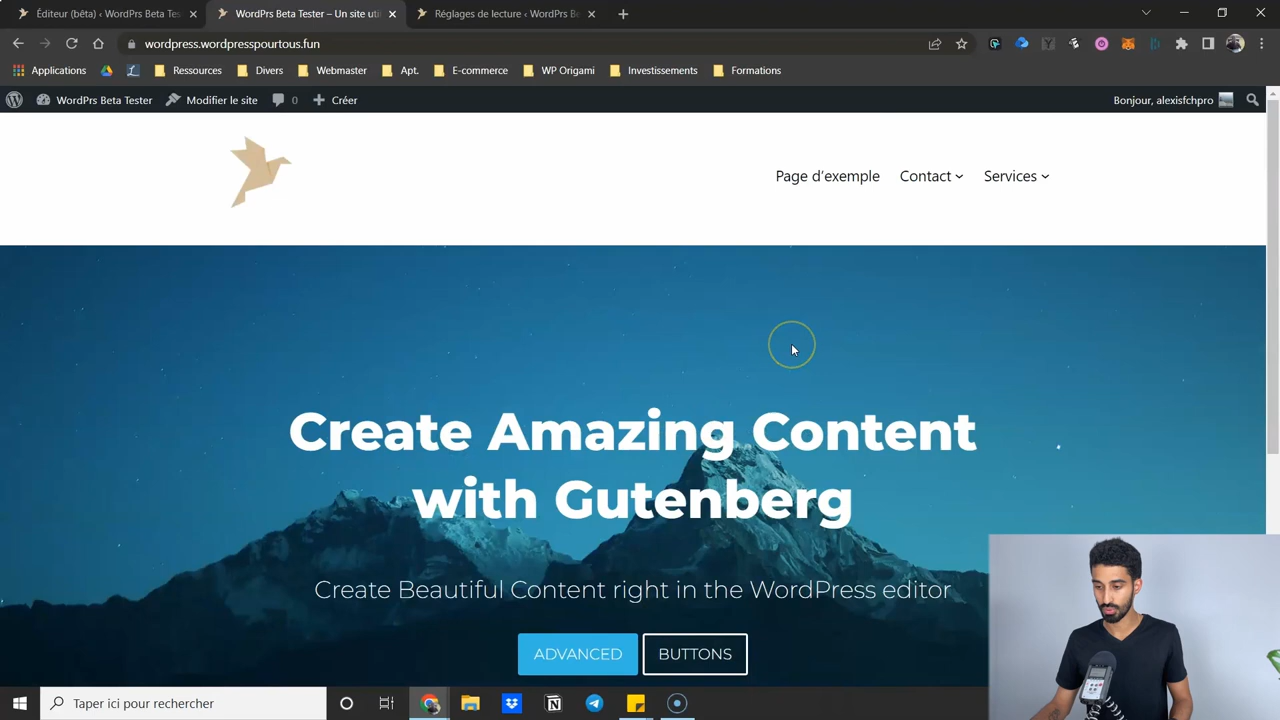 Éditeur (bêta) ‹ WordPrs Beta Tes
WordPrs Beta Tester – Un site uti
Réglages de lecture ‹ WordPrs Be
wordpress.wordpresspourtous.fun
Applications
Ressources
Divers
Webmaster
Apt.
E-commerce
WP Origami
Investissements
Formations
WordPrs Beta Tester
Modifier le site
0
Créer
Bonjour, alexisfchpro
Page d’exemple
Contact
Services
Create Amazing Content
with Gutenberg
Create Beautiful Content right in the WordPress editor
ADVANCED
BUTTONS
Taper ici pour rechercher